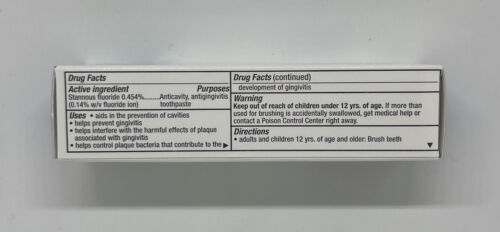 Drug Facts
Active ingredient Purposes
Stannous fluoride 0.454%......Anticavity, antigingivitis
(0.14% w/v fluoride ion) toothpaste
Uses • aids in the prevention of cavities
• helps prevent gingivitis
• helps interfere with the harmful effects of plaque
associated with gingivitis
• helps control plaque bacteria that contribute to the ▶
Drug Facts (continued)
development of gingivitis
Warning
Keep out of reach of children under 12 yrs. of age. If more than
used for brushing is accidentally swallowed, get medical help or
contact a Poison Control Center right away.
Directions
• adults and children 12 yrs. of age and older: Brush teeth
▼